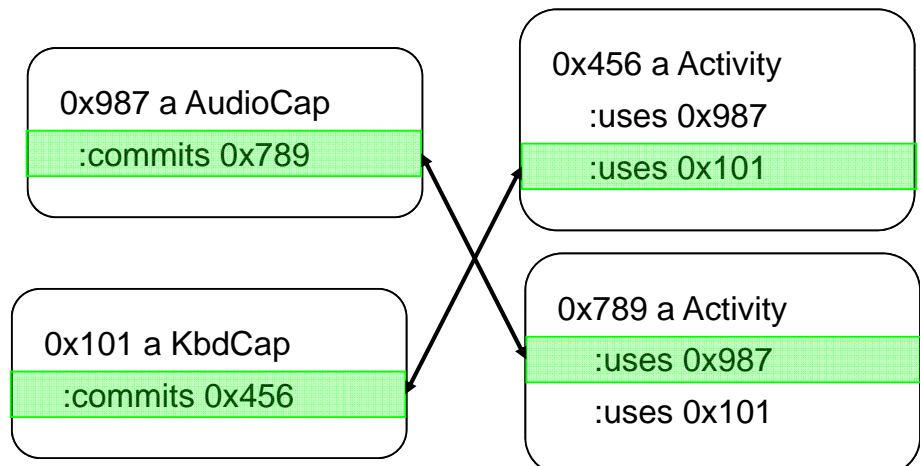 0x987 a AudioCap
:commits 0x789
0x101 a KbdCap
:commits 0x456
0x456 a Activity
:uses 0x987
:uses 0x101
0x789 a Activity
:uses 0x987
:uses 0x101